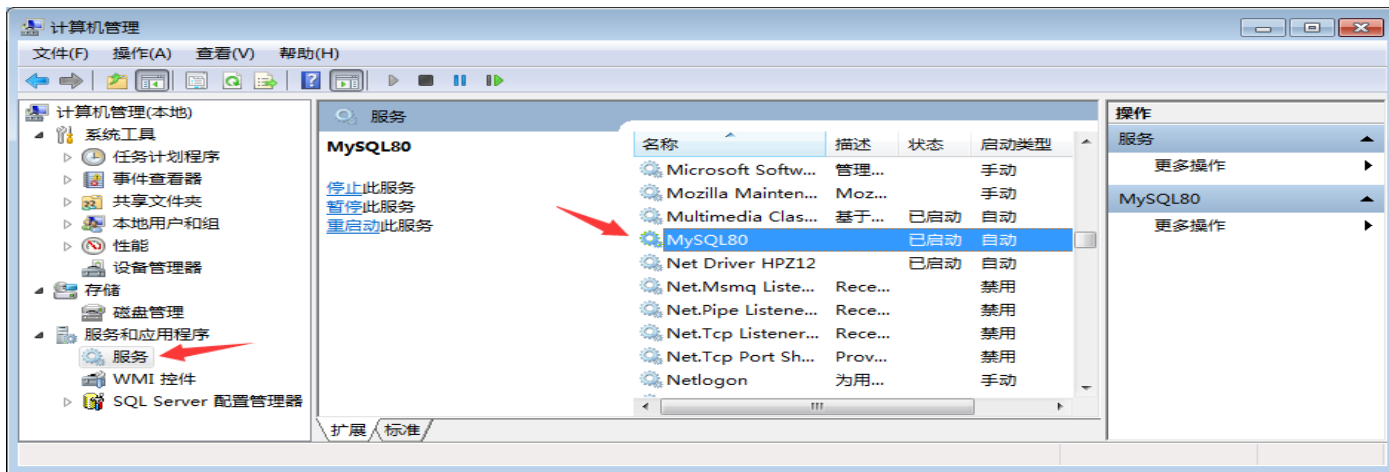 计算机管理
文件(F) 操作(A) 查看(V) 帮助(H)
计算机管理(本地)
系统工具
任务计划程序
事件查看器
共享文件夹
本地用户和组
性能
设备管理器
存储
磁盘管理
服务和应用程序
服务
WMI 控件
SQL Server 配置管理器
服务
MySQL80
停止此服务
暂停此服务
重启动此服务
名称 描述 状态 启动类型
Microsoft Softw... 管理... 手动
Mozilla Mainten... Moz... 手动
Multimedia Clas... 基于... 已启动 自动
MySQL80 已启动 自动
Net Driver HPZ12 已启动 自动
Net.Msmq Liste... Rece... 禁用
Net.Pipe Listene... Rece... 禁用
Net.Tcp Listener... Rece... 禁用
Net.Tcp Port Sh... Prov... 禁用
Netlogon 为用... 手动
扩展 标准
操作
服务
更多操作
MySQL80
更多操作